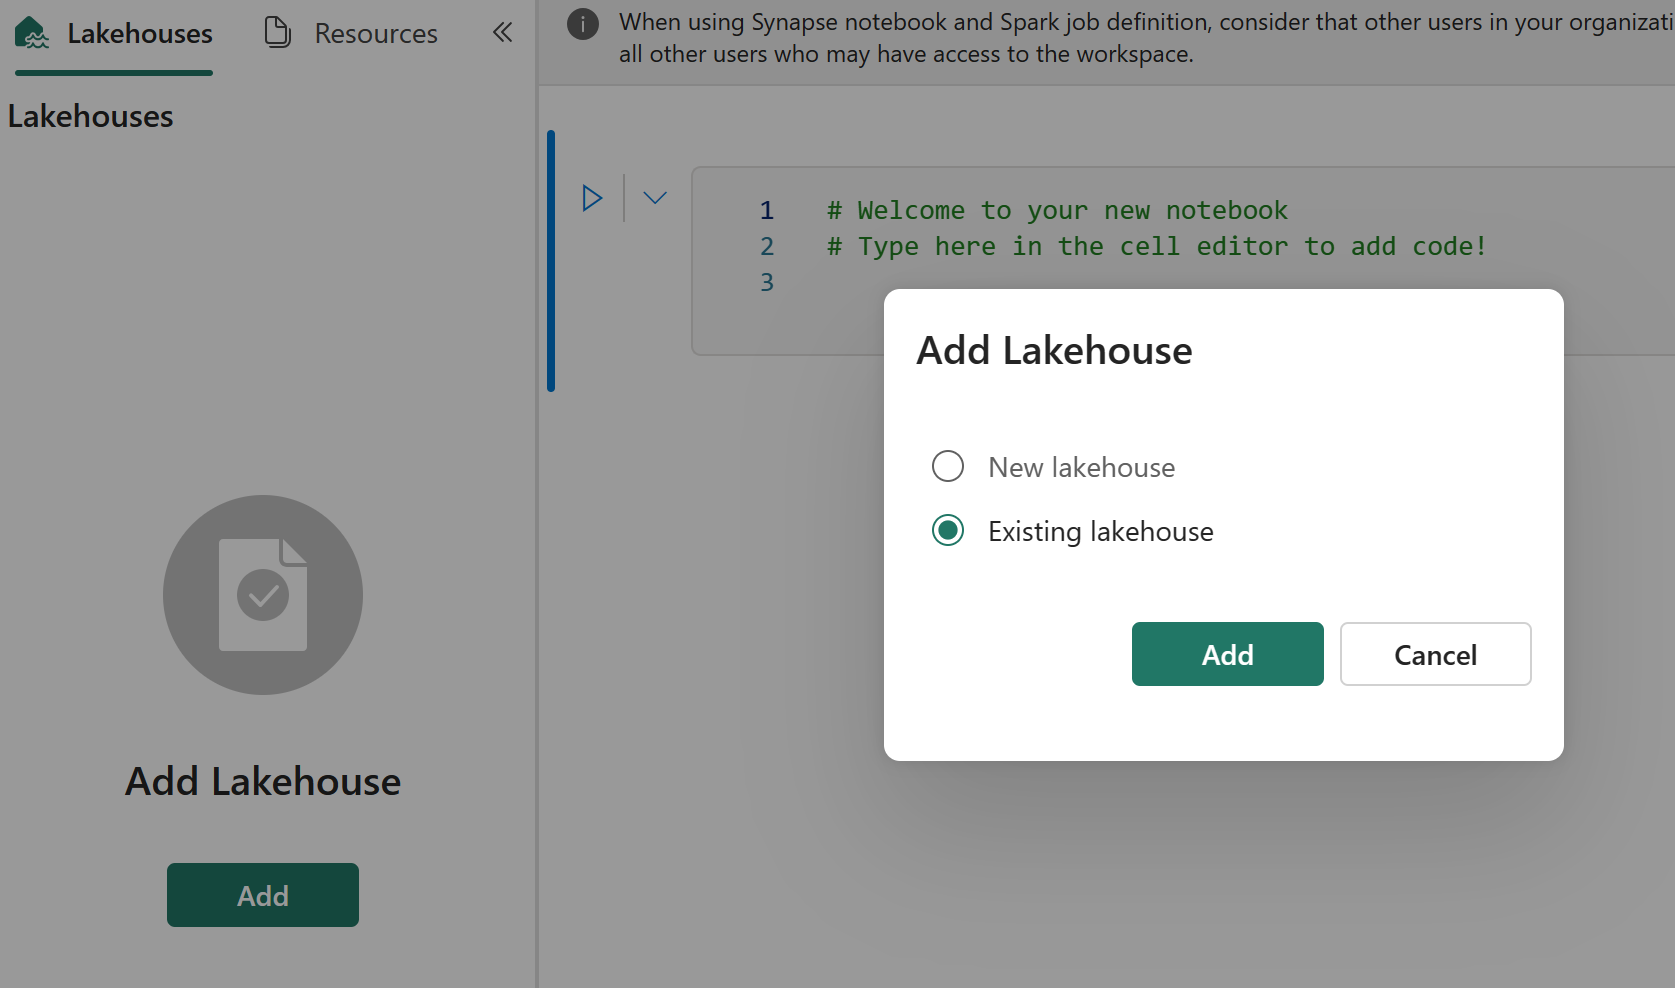 Lakehouses
Resources
Lakehouses
Add Lakehouse
Add
When using Synapse notebook and Spark job definition, consider that other users in your
all other users who may have access to the workspace.
1 # Welcome to your new notebook
2 # Type here in the cell editor to add code!
3
Add Lakehouse
New lakehouse
Existing lakehouse
Add
Cancel